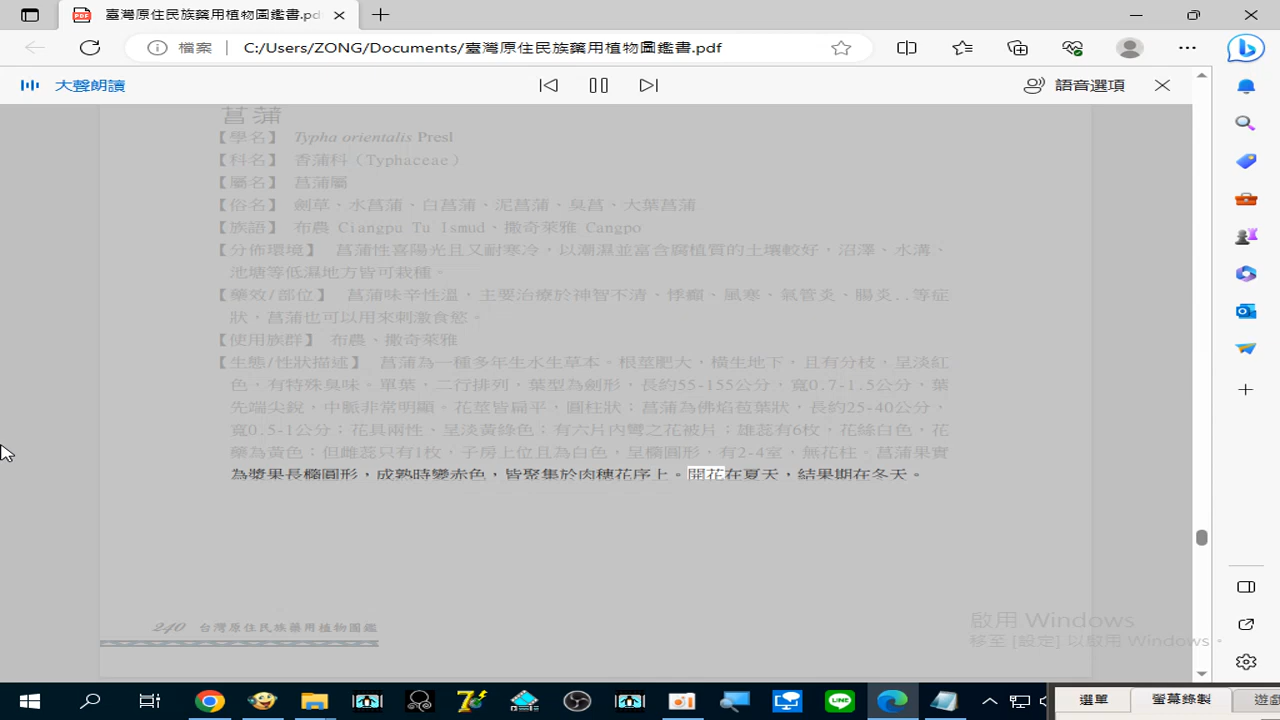 臺灣原住民族藥用植物圖鑑書.pdf
檔案
C:/Users/ZONG/Documents/臺灣原住民族藥用植物圖鑑書.pdf
大聲朗讀
語音選項
菖蒲
【學名】 Typha orientalis Presl
【科名】 香蒲科（Typhaceae）
【屬名】 菖蒲屬
【俗名】 劍草、水菖蒲、白菖蒲、泥菖蒲、臭菖、大葉菖蒲
【族語】 布農 Ciangpu Tu Ismud、撒奇萊雅 Cangpo
【分佈環境】 菖蒲性喜陽光且又耐寒冷，以潮濕並富含腐植質的土壤較好，沼澤、水溝、
池塘等低濕地方皆可栽種。
【藥效/部位】 菖蒲味辛性溫，主要治療於神智不清、悸癲、風寒、氣管炎、腸炎..等症
狀，菖蒲也可以用來刺激食慾。
【使用族群】 布農、撒奇萊雅
【生態/性狀描述】 菖蒲為一種多年生水生草本。根莖肥大，橫生地下，且有分枝，呈淡紅
色，有特殊臭味。單葉、二行排列，葉型為劍形，長約55-155公分，寬0.7-1.5公分，葉
先端尖銳，中脈非常明顯。花莖皆扁平，圓柱狀；菖蒲為佛焰苞葉狀，長約25-40公分，
寬0.5-1公分；花具兩性、呈淡黃綠色；有六片內彎之花被片；雄蕊有6枚，花絲白色，花
藥為黃色；但雌蕊只有1枚，子房上位且為白色，呈橢圓形，有2-4室，無花柱。菖蒲果實
為漿果長橢圓形，成熟時變赤色，皆聚集於肉穗花序上。開花在夏天，結果期在冬天。
240 台灣原住民族藥用植物圖鑑
啟用 Windows
移至 [設定] 以啟用 Windows。
選單
螢幕錄製